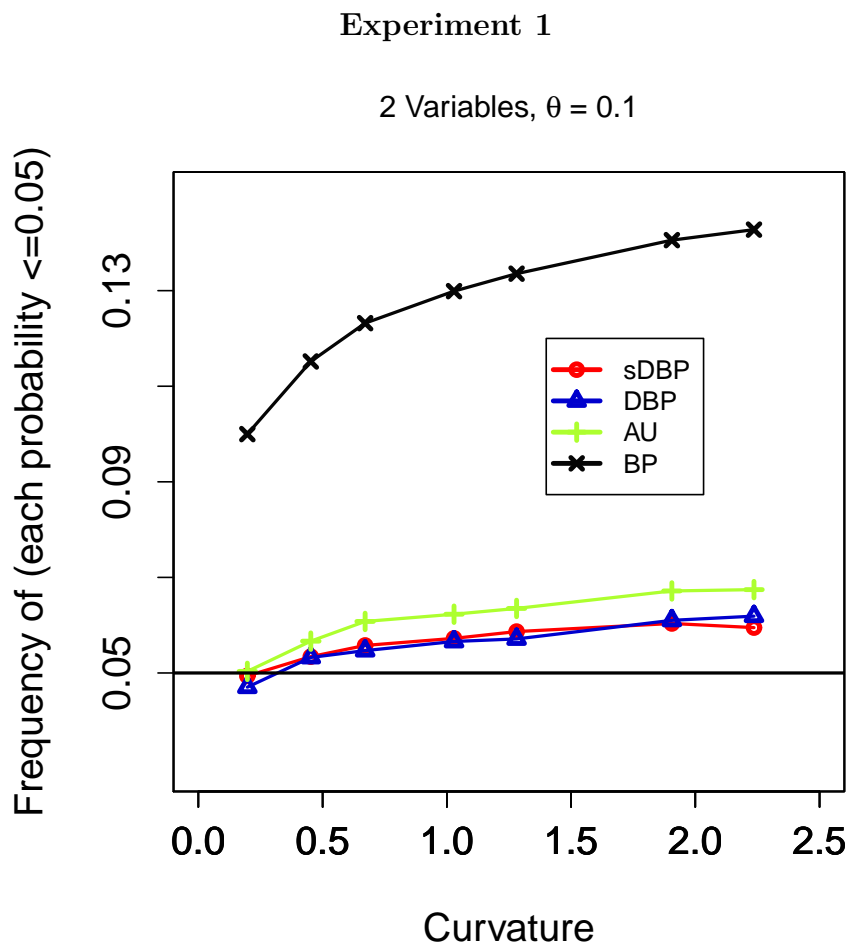 Experiment 1
2 Variables, θ = 0.1
Frequency of (each probability <=0.05)
0.13
0.09
0.05
sDBP
DBP
AU
BP
0.0 0.5 1.0 1.5 2.0 2.5
Curvature